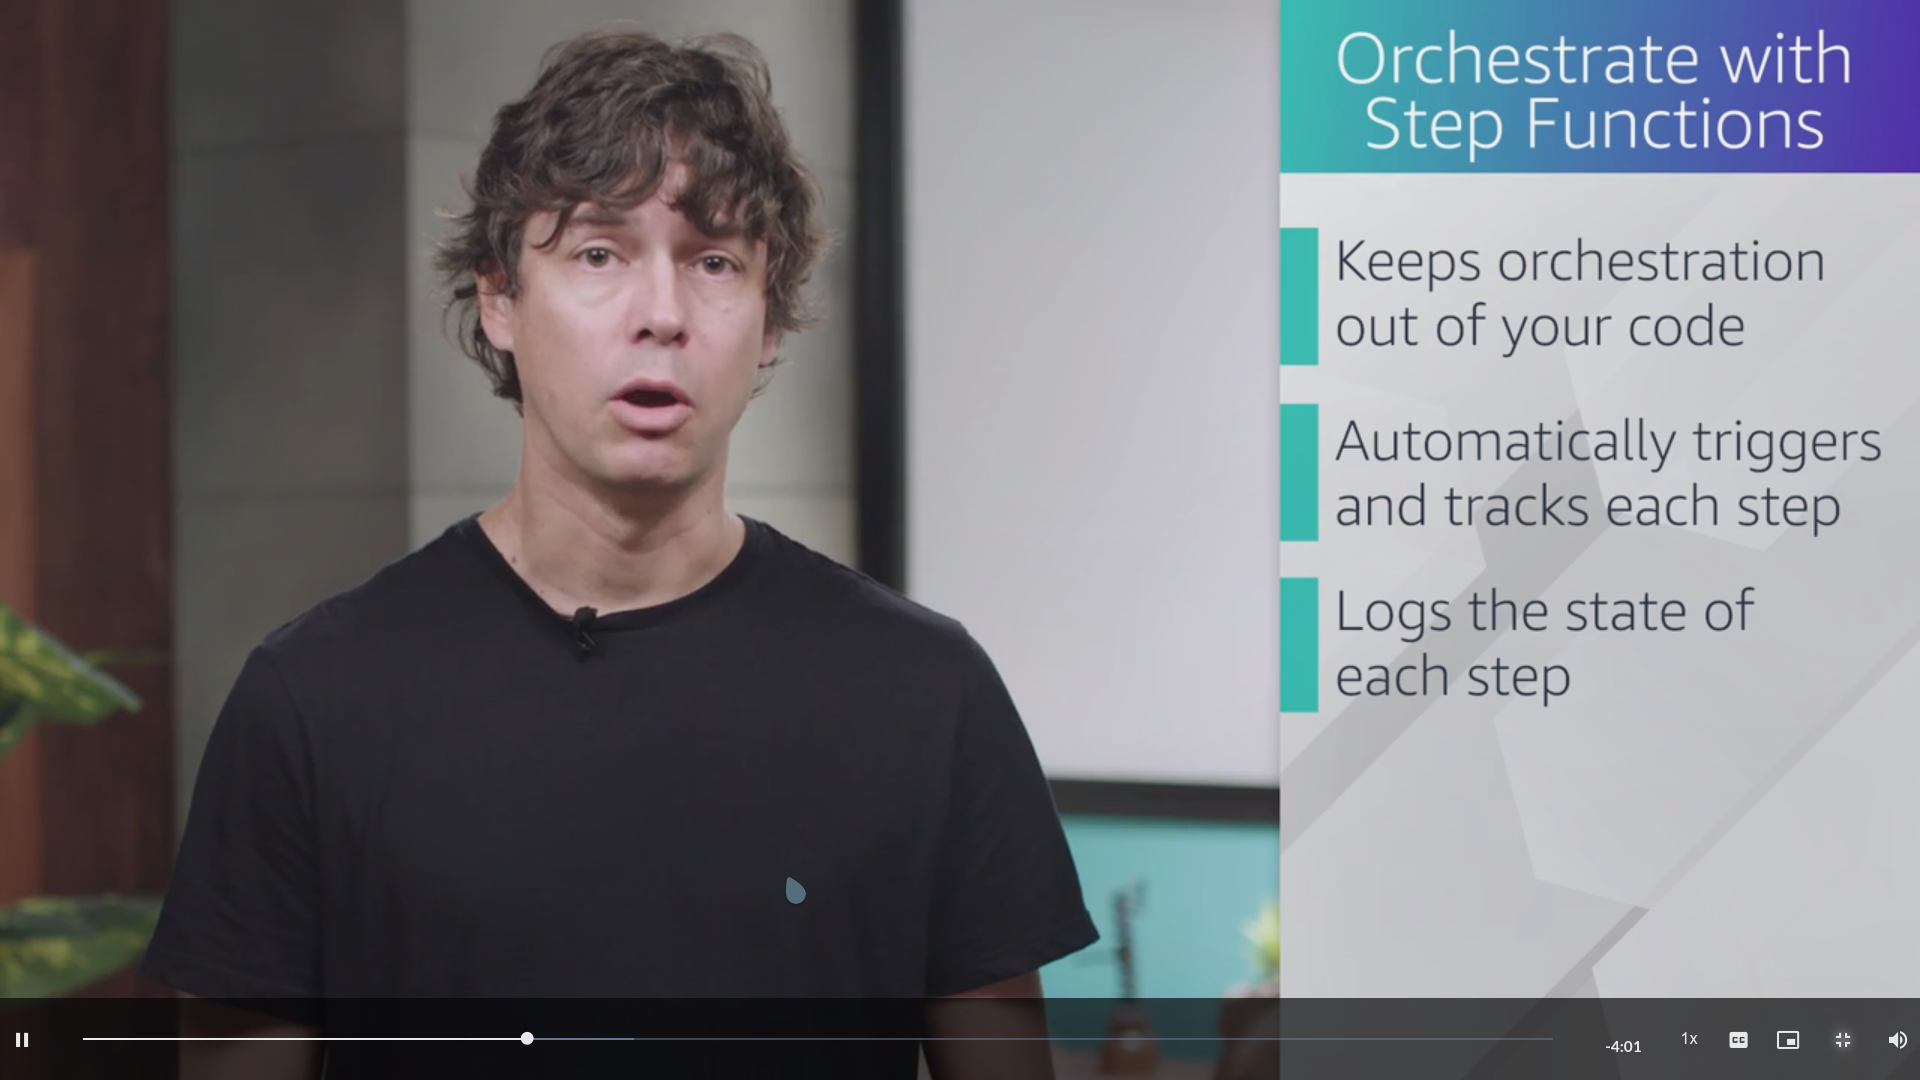 Orchestrate with
Step Functions
Keeps orchestration
out of your code
Automatically triggers
and tracks each step
Logs the state of
each step
-4:01
1x
CC